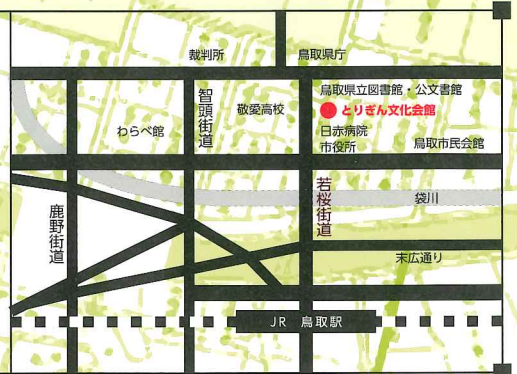 裁判所
鳥取県庁
智頭街道
敬愛高校
鳥取県立図書館・公文書館
とりぎん文化会館
わらべ館
日赤病院
市役所
鳥取市民会館
鹿野街道
若桜街道
袋川
末広通り
JR 鳥取駅